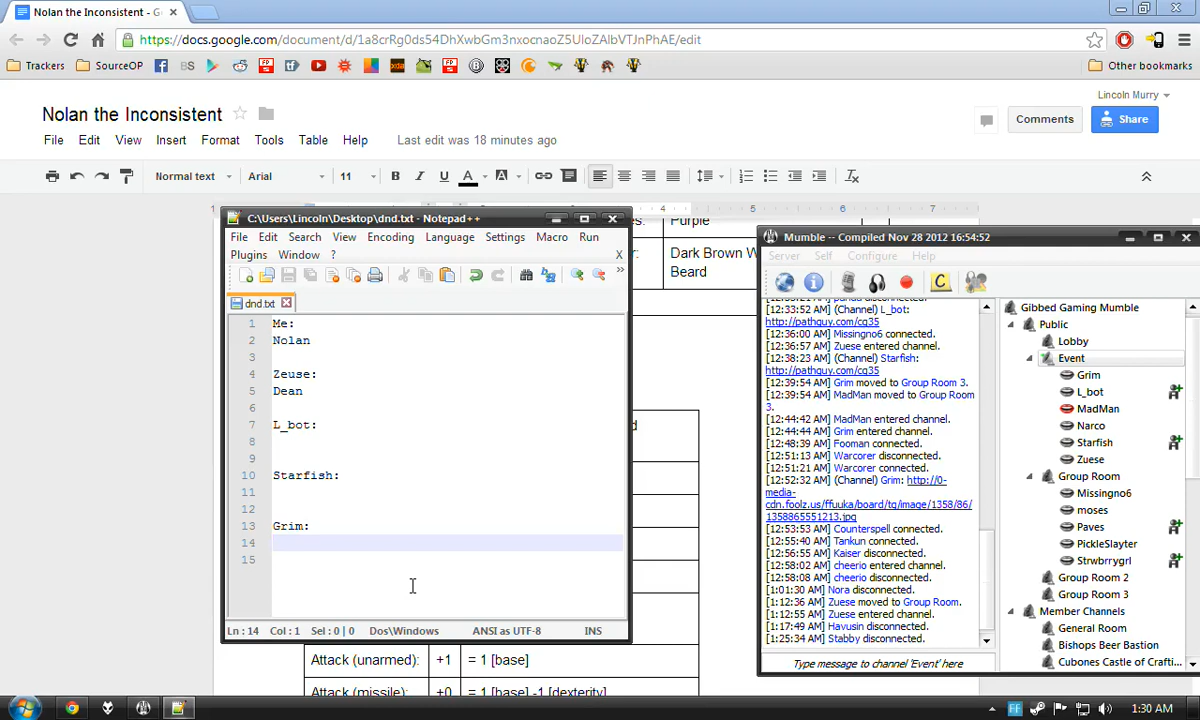 Nolan the Inconsistent - G
https://docs.google.com/document/d/1a8crRg0ds54DhXwbGm3nxocnaoZ5UloZAlbVTJnPhAE/edit
Trackers
SourceOP
BS
Other bookmarks
Lincoln Murry
Nolan the Inconsistent
Comments
Share
File Edit View Insert Format Tools Table Help
Last edit was 18 minutes ago
Normal text
Arial
11
B I U A A
1 4 5 6 7
Purple
Dark Brown W
Beard
C:\Users\Lincoln\Desktop\dnd.txt - Notepad++
File Edit Search View Encoding Language Settings Macro Run
Plugins Window ? X
dnd.txt
1 Me:
2 Nolan
3
4 Zeuse:
5 Dean
6
7 L_bot:
8
9
10 Starfish:
11
12
13 Grim:
14
15
Ln : 14 Col : 1 Sel : 0 | 0 Dos\Windows ANSI as UTF-8 INS
Attack (unarmed): +1 = 1 [base]
Attack (missile): +0 = 1 [base] -1 [dexterity]
Mumble -- Compiled Nov 28 2012 16:54:52
Server Self Configure Help
[12:33:52 AM] (Channel) L_bot:
http://pathguy.com/cg35
[12:36:00 AM] Missingno6 connected.
[12:36:57 AM] Zuese entered channel.
[12:38:23 AM] (Channel) Starfish:
http://pathguy.com/cg35
[12:39:54 AM] Grim moved to Group Room 3.
[12:39:54 AM] MadMan moved to Group Room
3.
[12:44:42 AM] MadMan entered channel.
[12:44:44 AM] Grim entered channel.
[12:48:39 AM] Fooman connected.
[12:51:13 AM] Warcorer disconnected.
[12:51:21 AM] Warcorer connected.
[12:52:32 AM] (Channel) Grim: http://0-
media-
cdn.foolz.us/ffuuka/board/tg/image/1358/86/
1358865551213.jpg
[12:53:53 AM] Counterspell connected.
[12:55:40 AM] Tankun connected.
[12:56:55 AM] Kaiser disconnected.
[12:58:02 AM] cheerio entered channel.
[12:58:08 AM] cheerio disconnected.
[1:01:30 AM] Nora disconnected.
[1:12:36 AM] Zuese moved to Group Room.
[1:12:55 AM] Zuese entered channel.
[1:17:49 AM] Havusin disconnected.
[1:25:34 AM] Stabby disconnected.
Type message to channel 'Event' here
Gibbed Gaming Mumble
Public
Lobby
Event
Grim
L_bot
MadMan
Narco
Starfish
Zuese
Group Room
Missingno6
moses
Paves
PickleSlayter
Strwbrrygrl
Group Room 2
Group Room 3
Member Channels
General Room
Bishops Beer Bastion
Cubones Castle of Crafti...
1:30 AM